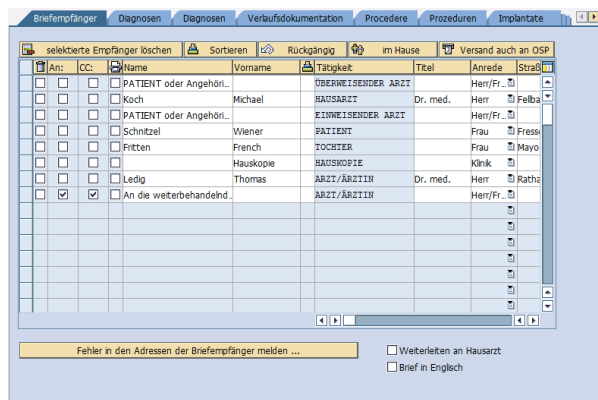 Briefempfänger Diagnosen Diagnosen Verlaufsdokumentation Procedere Prozeduren Implantate
selektierte Empfänger löschen Sortieren Rückgängig im Hause Versand auch an OSP
An: CC: Name Vorname Tätigkeit Titel Anrede Straß
PATIENT oder Angehöri.. ÜBERWEISENDER ARZT Herr/Fr..
Koch Michael HAUSARZT Dr. med. Herr Felba
PATIENT oder Angehöri.. EINWEISENDER ARZT Herr/Fr..
Schnitzel Wiener PATIENT Frau Fress
Fritten French TOCHTER Frau Mayo
Hauskopie HAUSKOPIE Klinik
Ledig Thomas ARZT/ÄRZTIN Dr. med. Herr Ratha
An die weiterbehandelnd.. ARZT/ÄRZTIN Herr/Fr..
Fehler in den Adressen der Briefempfänger melden ... Weiterleiten an Hausarzt
Brief in Englisch